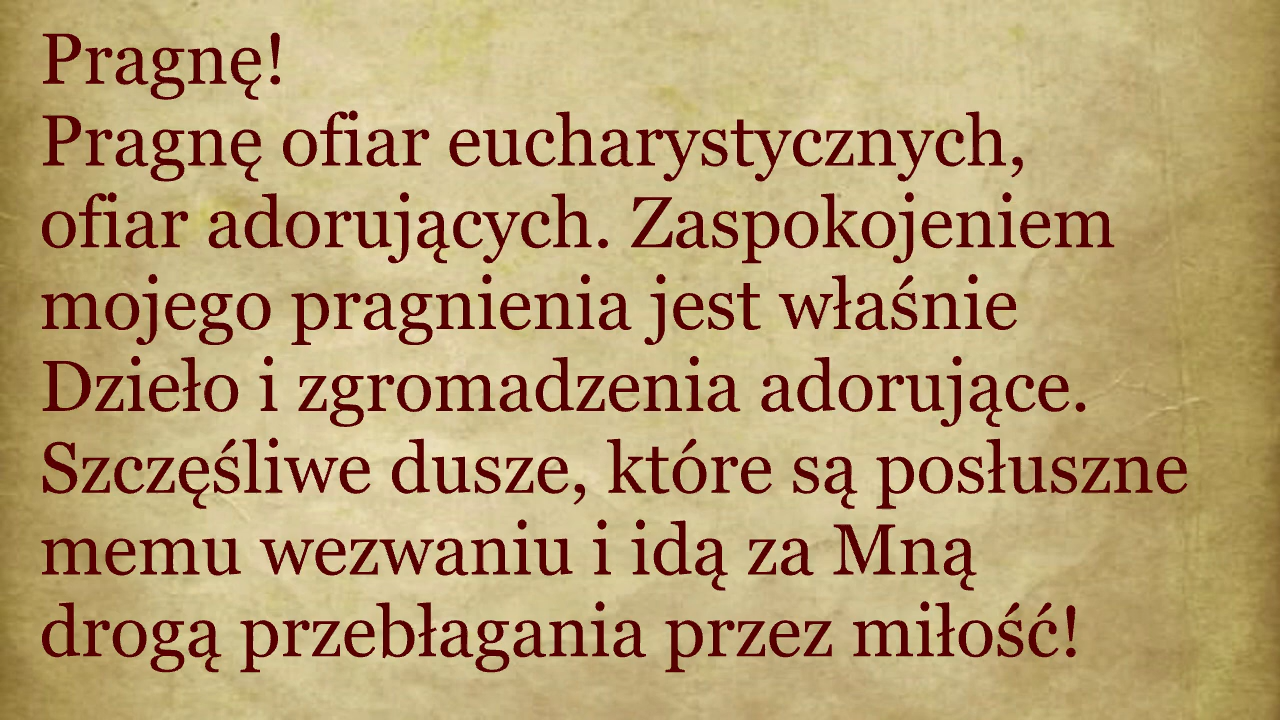 Pragnę!
Pragnę ofiar eucharystycznych,
ofiar adorujących. Zaspokojeniem
mojego pragnienia jest właśnie
Dzieło i zgromadzenia adorujące.
Szczęśliwe dusze, które są posłuszne
memu wezwaniu i idą za Mną
drogą przebłagania przez miłość!